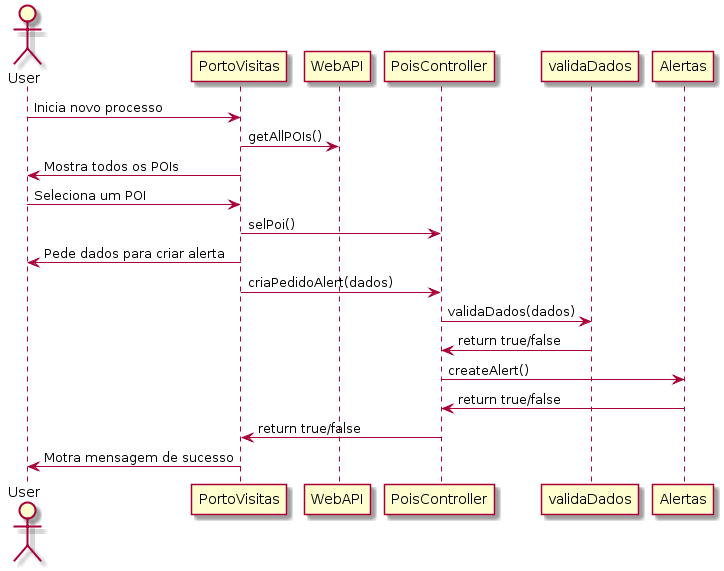 User
PortoVisitas
WebAPI
PoisController
validaDados
Alertas
Inicia novo processo
getAllPOIs()
Mostra todos os POIs
Seleciona um POI
selPoi()
Pede dados para criar alerta
criaPedidoAlert(dados)
validaDados(dados)
return true/false
createAlert()
return true/false
return true/false
Motra mensagem de sucesso
User
PortoVisitas
WebAPI
PoisController
validaDados
Alertas